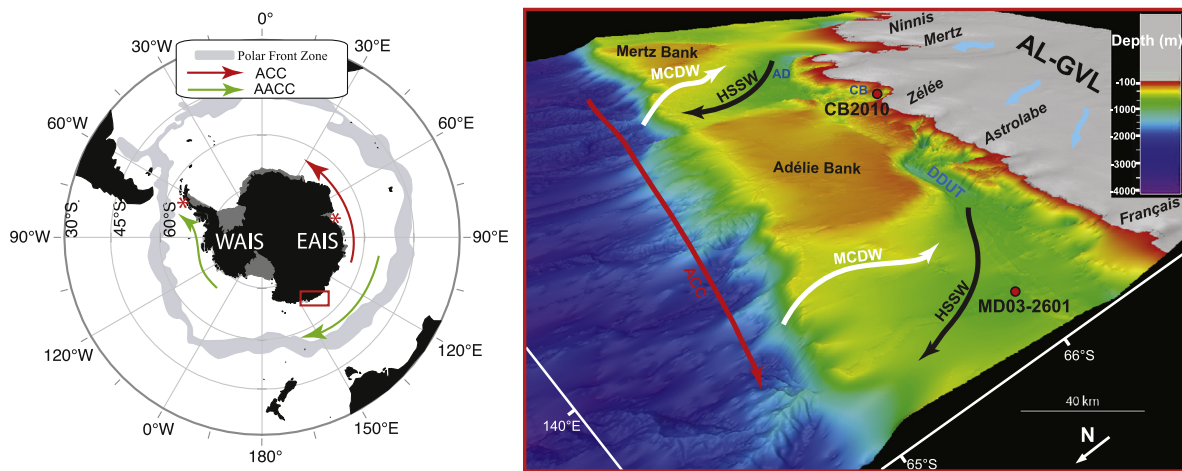 0°
30°W
30°E
Polar Front Zone
ACC
AACC
60°W
60°E
30°S
45°S
60°S
*
*
90°W
WAIS
EAIS
90°E
120°W
120°E
0°W
150°E
180°
Ninnis
Mertz
Mertz Bank
Depth (m)
AL-GVL
MCDW
HSSW
AD
CB
CB2010
Zélée
Astrolabe
-100
-1000
-2000
-3000
-4000
Adélie Bank
DDUT
Français
ACC
MCDW
HSSW
MD03-2601
66°S
40 km
140°E
N
65°S